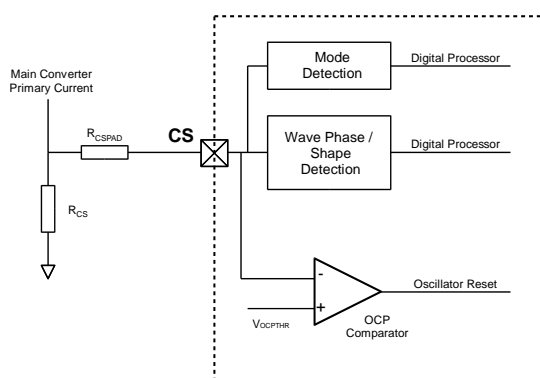 Mode
Detection
Digital Processor
Main Converter
Primary Current
RCSPAD
CS
Wave Phase /
Shape
Detection
Digital Processor
RCS
-
+
Oscillator Reset
VOCPTHR
OCP
Comparator